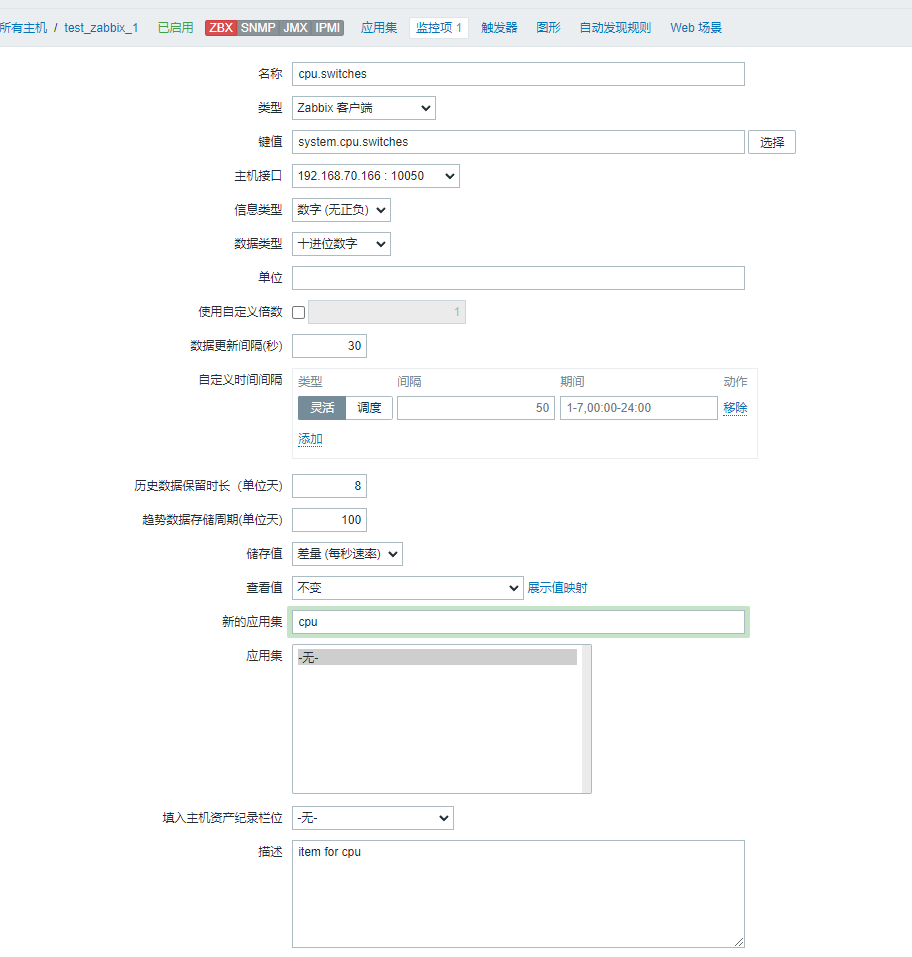 所有主机 / test_zabbix_1 已启用 ZBX SNMP JMX IPMI 应用集 监控项 1 触发器 图形 自动发现规则 Web 场景
名称 cpu.switches
类型 Zabbix 客户端
键值 system.cpu.switches 选择
主机接口 192.168.70.166 : 10050
信息类型 数字 (无正负)
数据类型 十进位数字
单位
使用自定义倍数 1
数据更新间隔(秒) 30
自定义时间间隔 类型 间隔 期间 动作
灵活 调度 50 1-7,00:00-24:00 移除
添加
历史数据保留时长（单位天) 8
趋势数据存储周期(单位天) 100
储存值 差量 (每秒速率)
查看值 不变 展示值映射
新的应用集 cpu
应用集 -无-
填入主机资产纪录栏位 -无-
描述 item for cpu